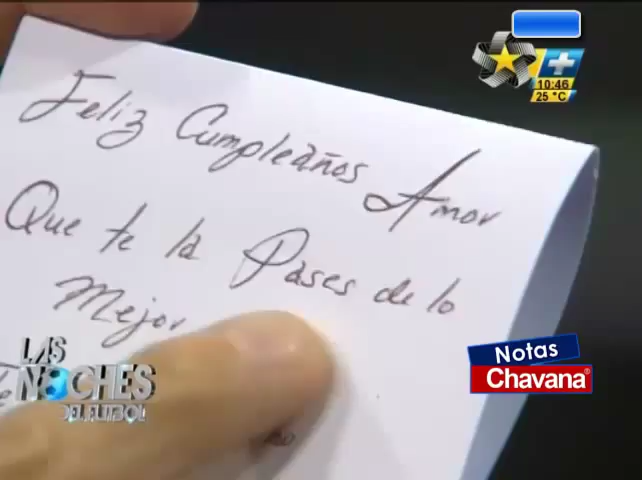 10:46
25 °C
Feliz Cumpleaños Amor
Que te la Pases de lo
Mejor
LAS
NOCHES
DEL FUTBOL
Notas
Chavana®